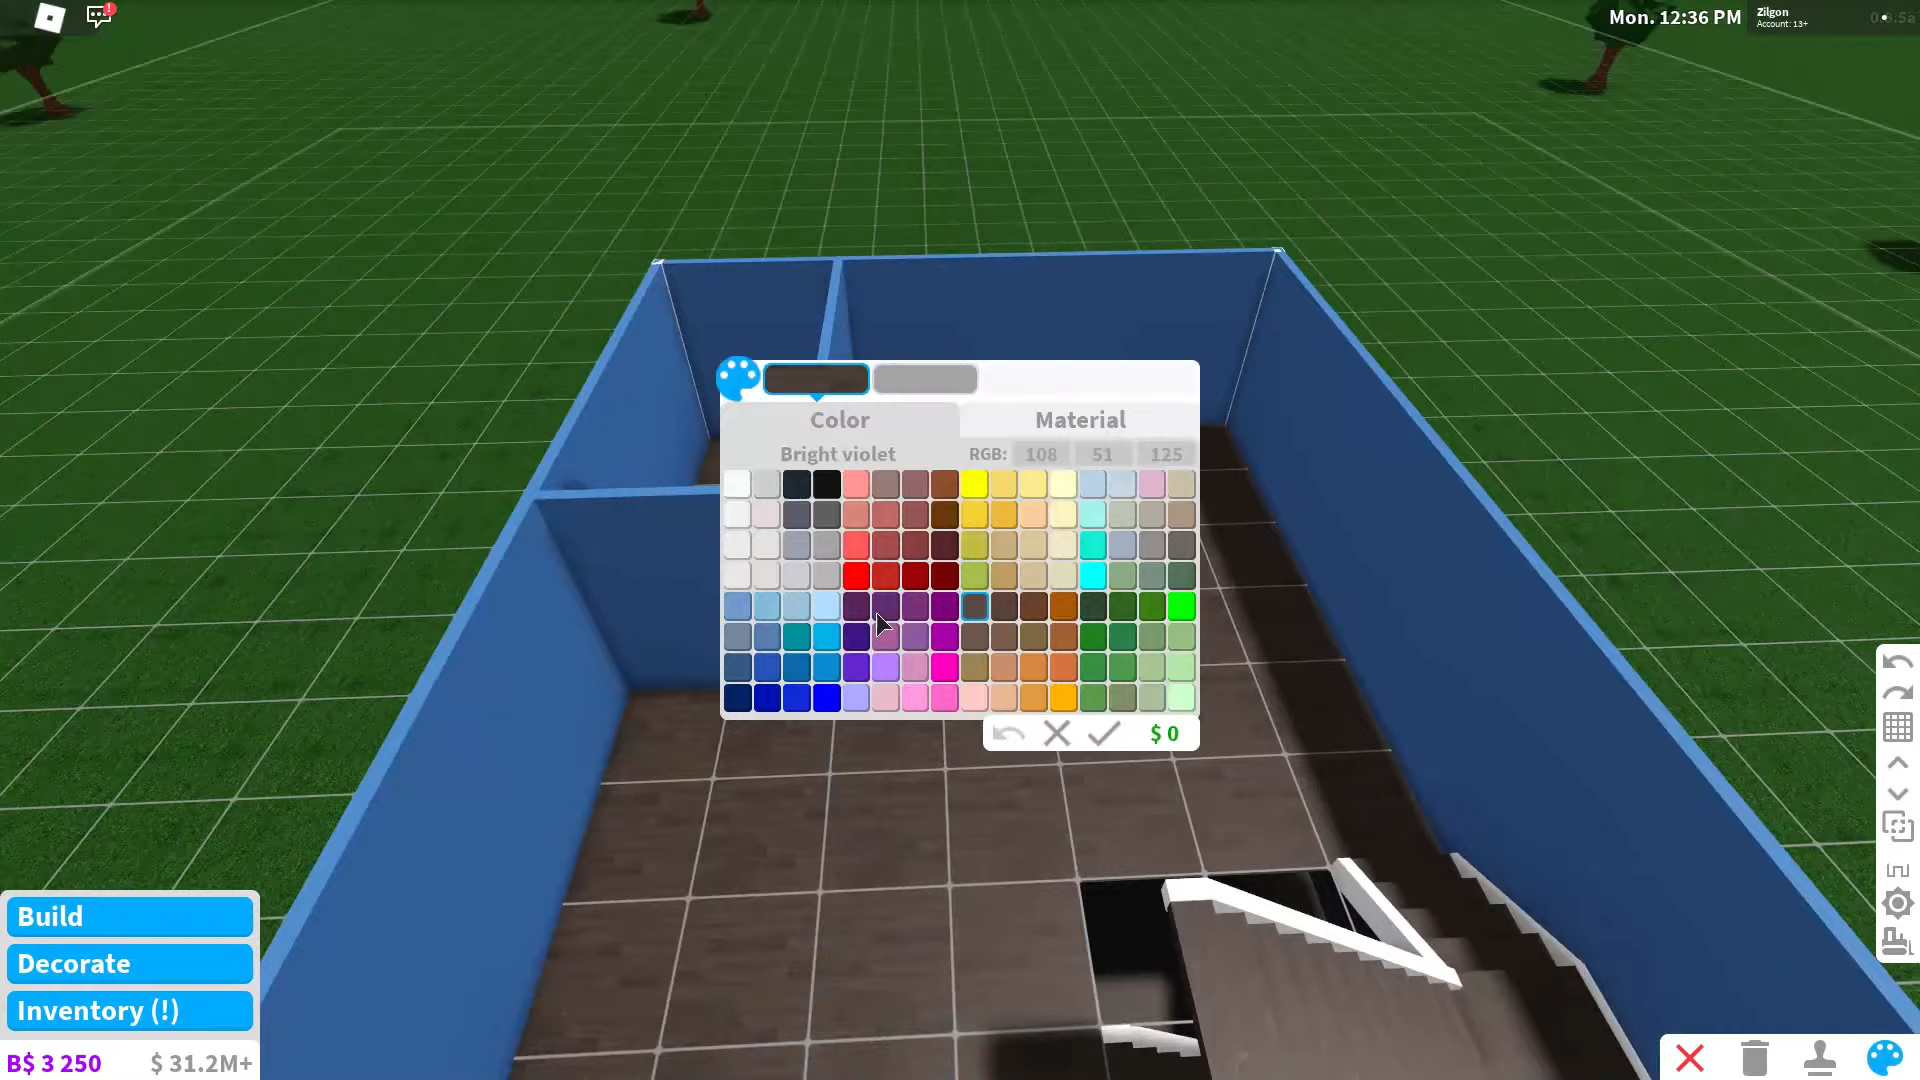 Mon. 12:36 PM
Zilgon
Account: 13+
Color
Material
Bright violet
RGB: 108 51 125
$ 0
Build
Decorate
Inventory (!)
B$ 3 250
$ 31.2M+